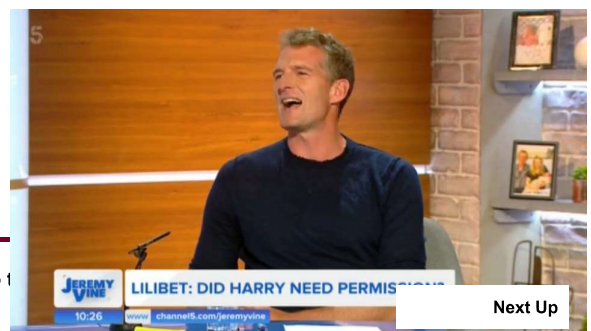 5
JEREMY
VINE
LILIBET: DID HARRY NEED PERMISSION?
10:26
www channel5.com/jeremyvine
Next Up